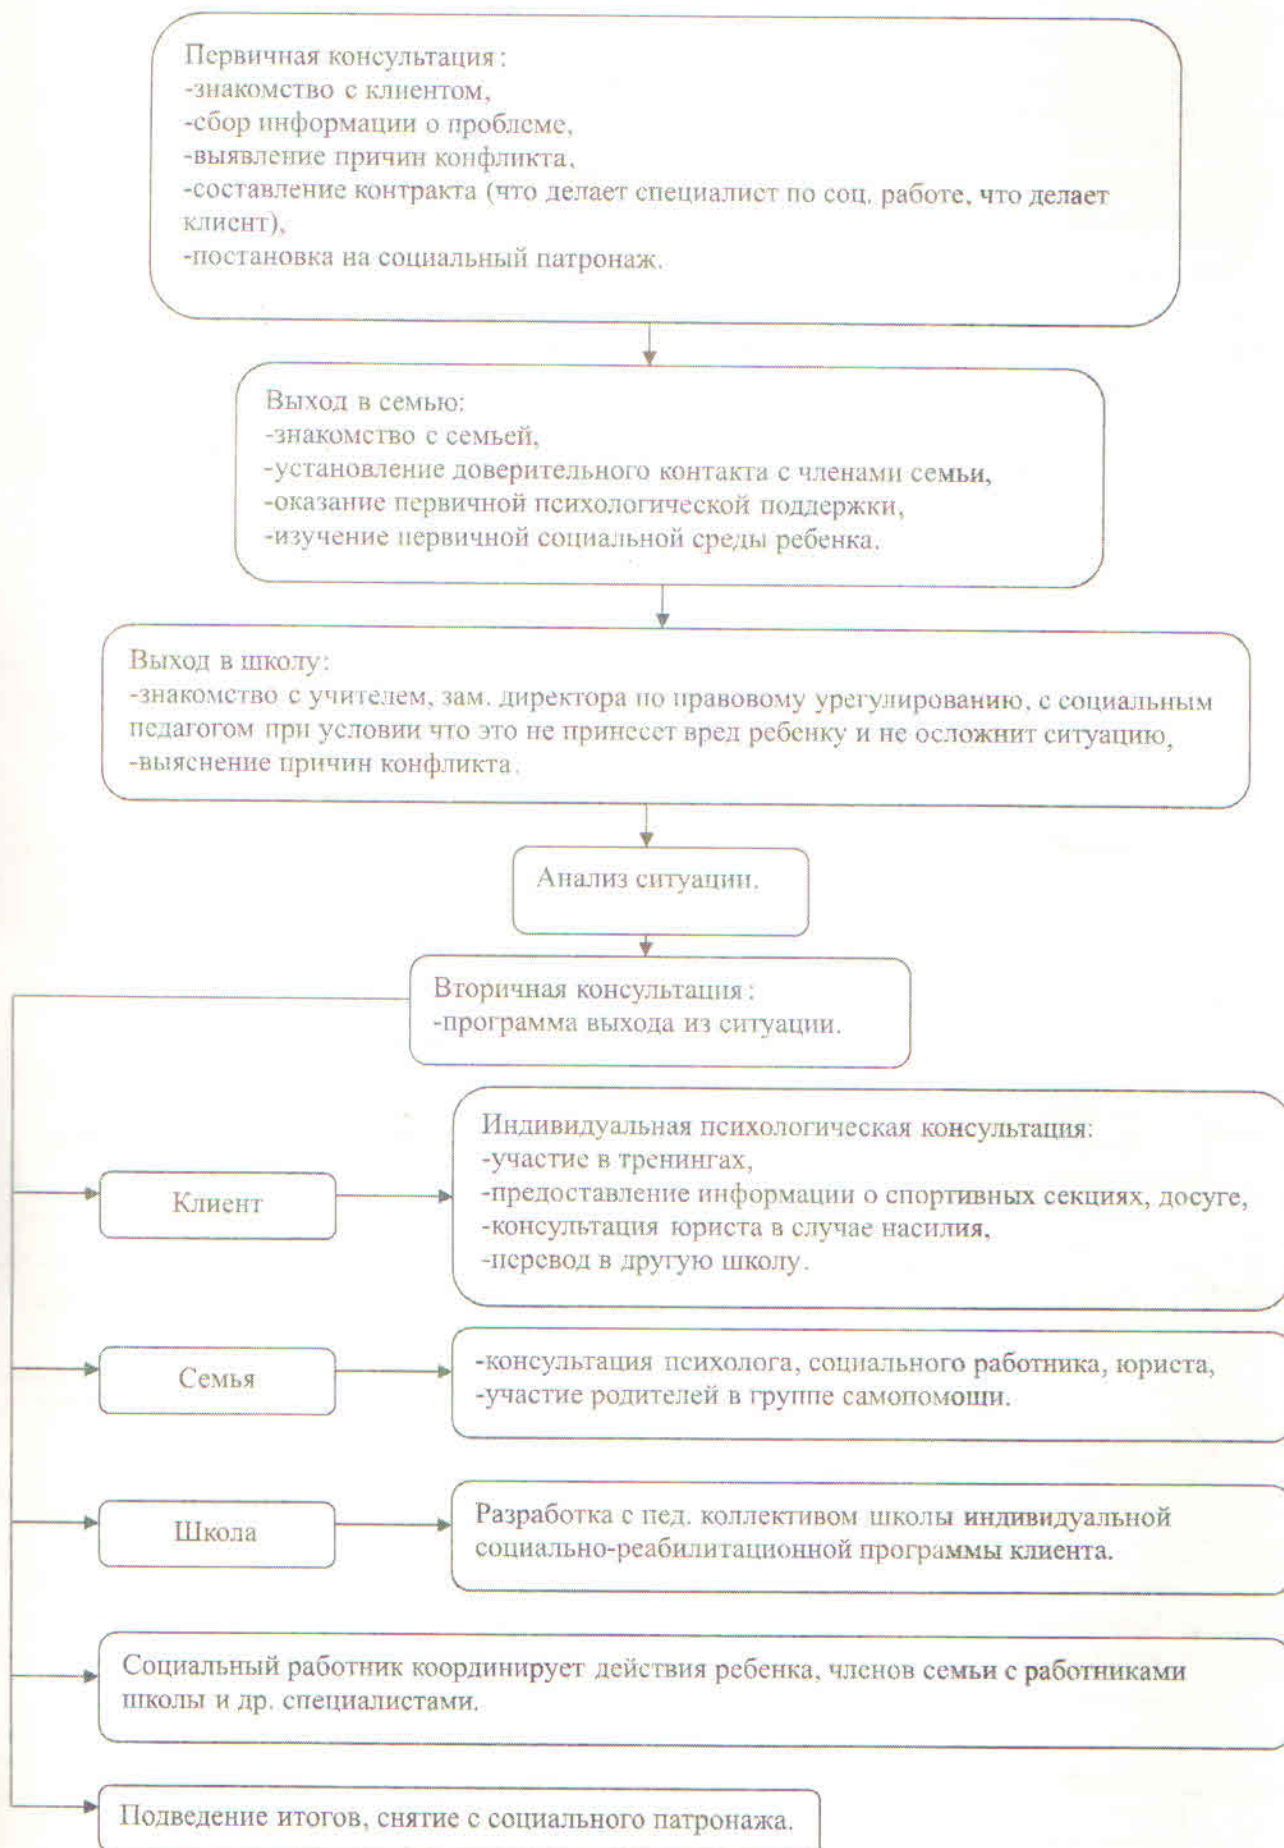 Первичная консультация:
-знакомство с клиентом,
-сбор информации о проблеме,
-выявление причин конфликта,
-составление контракта (что делает специалист по соц. работе, что делает
клиент),
-постановка на социальный патронаж.
Выход в семью:
-знакомство с семьей,
-установление доверительного контакта с членами семьи,
-оказание первичной психологической поддержки,
-изучение первичной социальной среды ребенка.
Выход в школу:
-знакомство с учителем, зам. директора по правовому урегулированию, с социальным
педагогом при условии что это не принесет вред ребенку и не осложнит ситуацию,
-выяснение причин конфликта.
Анализ ситуации.
Вторичная консультация:
-программа выхода из ситуации.
Клиент
Индивидуальная психологическая консультация:
-участие в тренингах,
-предоставление информации о спортивных секциях, досуге,
-консультация юриста в случае насилия,
-перевод в другую школу.
Семья
-консультация психолога, социального работника, юриста,
-участие родителей в группе самопомощи.
Школа
Разработка с пед. коллективом школы индивидуальной
социально-реабилитационной программы клиента.
Социальный работник координирует действия ребенка, членов семьи с работниками
школы и др. специалистами.
Подведение итогов, снятие с социального патронажа.